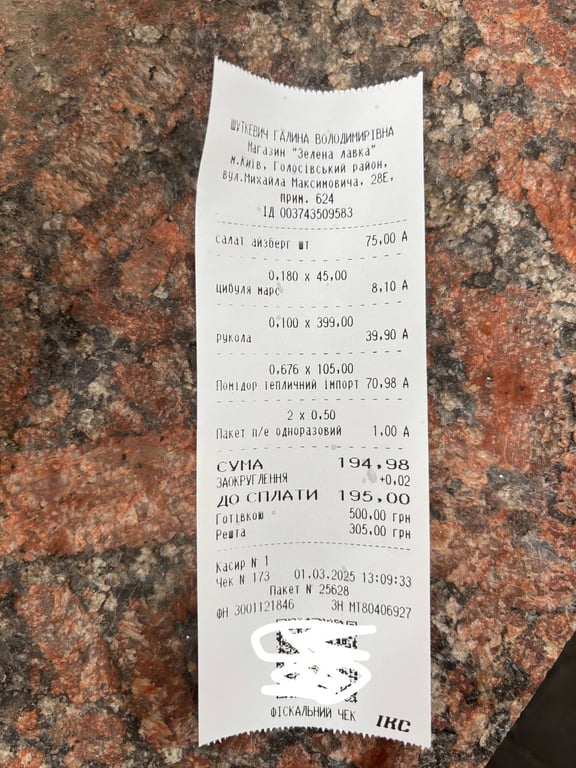 ШУТКЕВИЧ ГАЛИНА ВОЛОДИМИРІВНА
Магазин "Зелена лавка"
м.Київ, Голосівський район,
вул.Михайла Максимовича, 28Е,
прим. 624
ІД 003743509583
салат айзберг шт 75,00 А
0,180 x 45,00
цибуля марс 8,10 А
0,100 x 399,00
рукола 39,90 А
0,676 x 105,00
Помідор тепличний імпорт 70,98 А
2 x 0,50
Пакет п/е одноразовий 1,00 А
СУМА 194,98
ЗАОКРУГЛЕННЯ +0,02
ДО СПЛАТИ 195,00
Готівкою 500,00 грн
Решта 305,00 грн
Касир N 1
Чек N 173 01.03.2025 13:09:33
Пакет N 25628
ФН 3001121846 ЗН МТ80406927
ФІСКАЛЬНИЙ ЧЕК ІКС